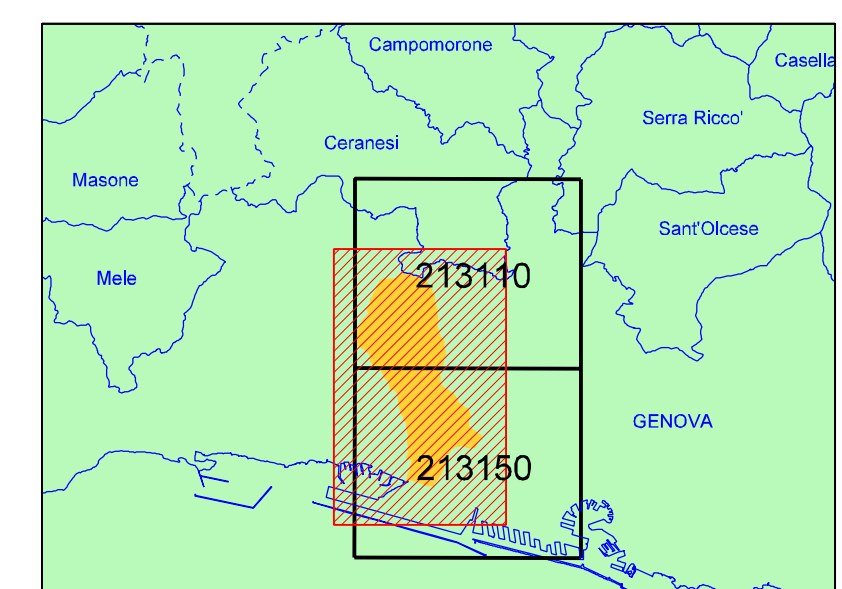 Campomorone
Casella
Serra Ricco'
Ceranesi
Masone
Sant'Olcese
Mele
213110
GENOVA
213150